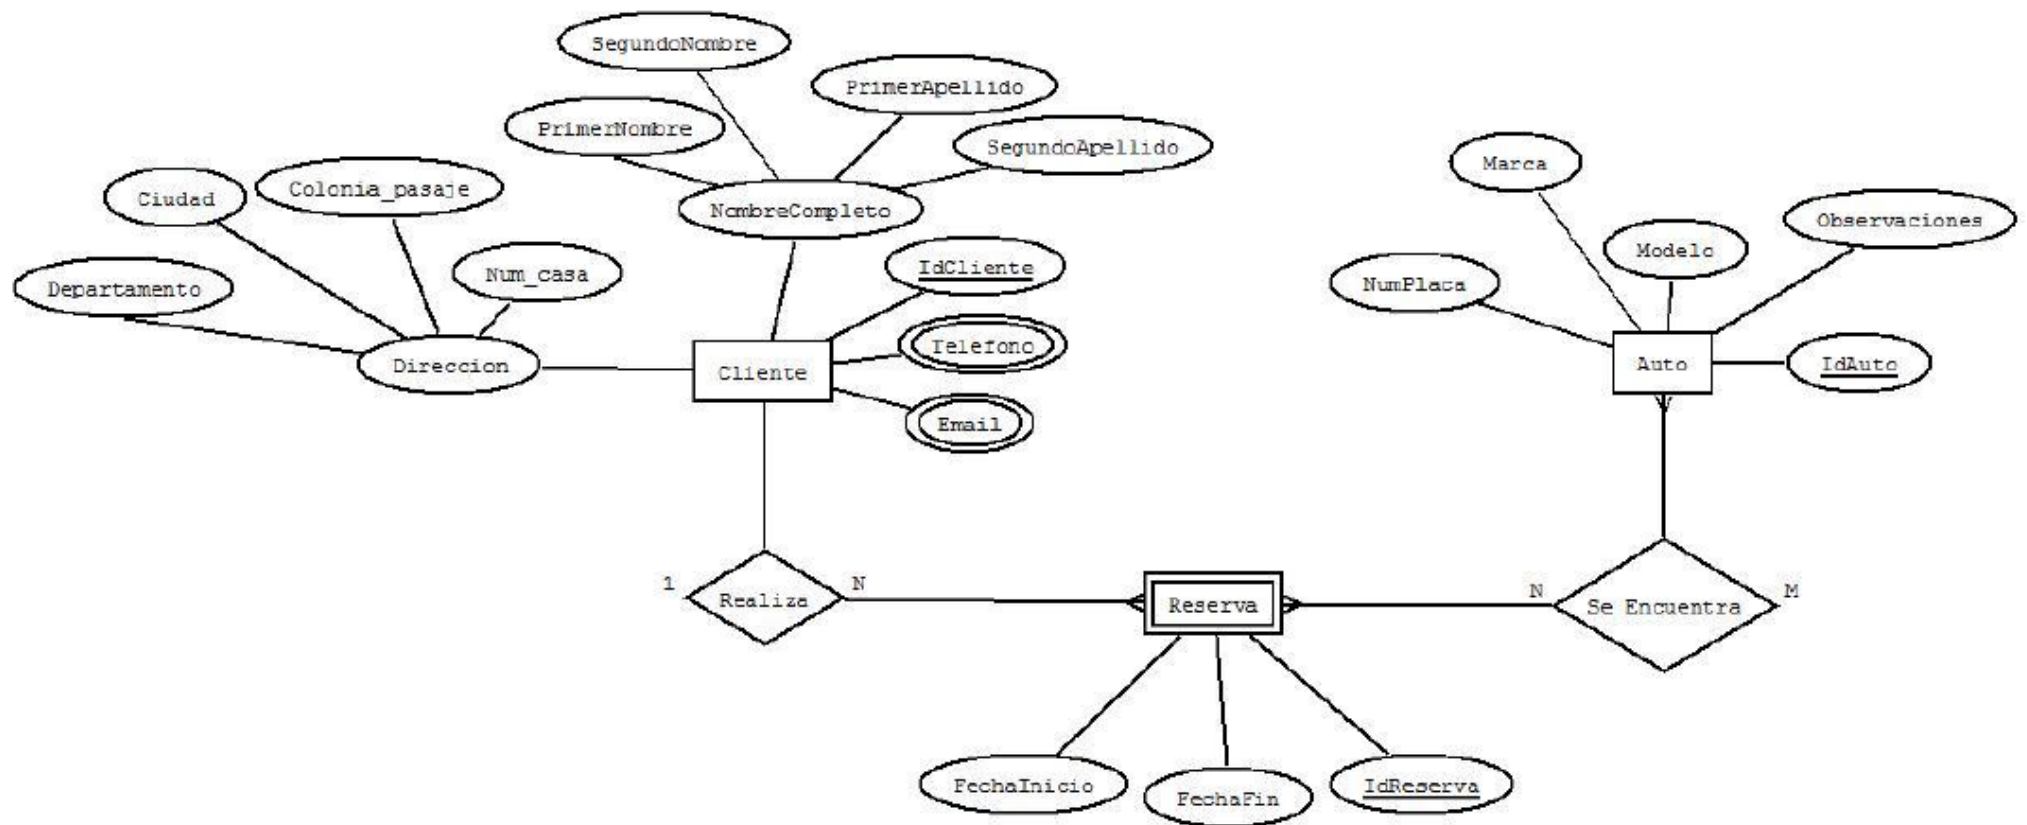 SegundoNombre
PrimerApellido
PrimerNombre
SegundoApellido
Marca
Ciudad
Colonia_pasaje
NombreCompleto
Observaciones
Modelo
Departamento
Num_casa
IdCliente
NumPlaca
Direccion
Cliente
Telefono
Auto
IdAuto
Email
1
Realiza
N
Reserva
N
Se Encuentra
M
FechaInicio
FechaFin
IdReserva